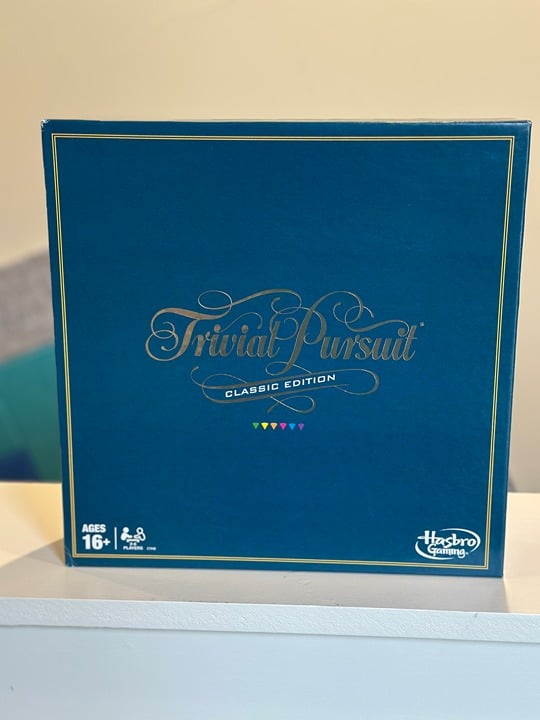 Trivial Pursuit
CLASSIC EDITION
AGES
16+
PLAYERS
Hasbro
Gaming